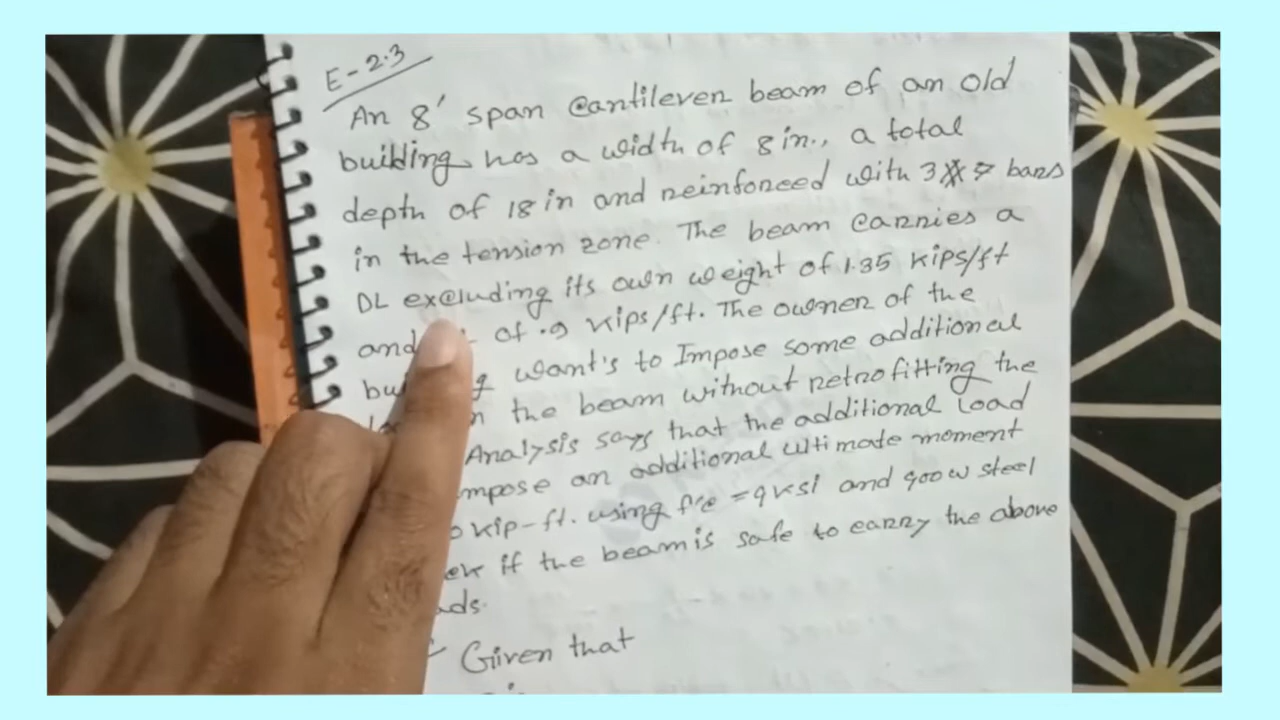 E-2.3
An 8' span Cantilever beam of an old
building has a width of 8 in., a total
depth of 18 in and reinforced with 3 # 7 bars
in the tension zone. The beam carries a
DL excluding its own weight of 1.35 Kips/ft
and of .9 Kips/ft. The owner of the
want's to Impose some additional
the beam without retrofitting the
Analysis says that the additional Load
an additional ultimate moment
kip-ft. using f'c = 4 ksi and 400 W steel
if the beam is safe to carry the above
Given that